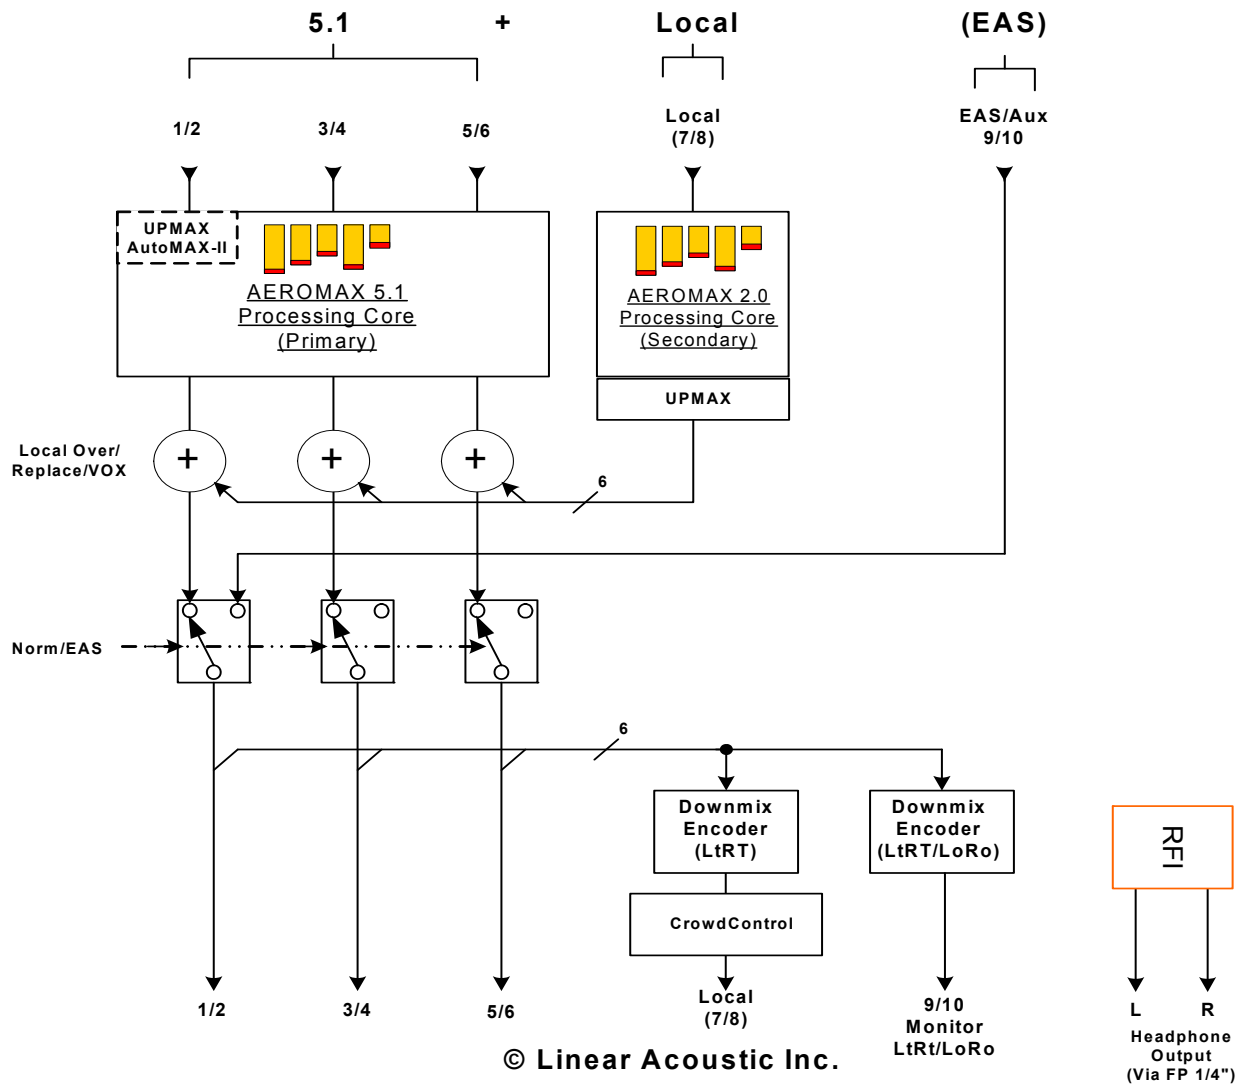 5.1 + Local (EAS)
1/2 3/4 5/6
Local
(7/8)
EAS/Aux
9/10
UPMAX
AutoMAX-II
AEROMAX 5.1
Processing Core
(Primary)
AEROMAX 2.0
Processing Core
(Secondary)
UPMAX
Local Over/
Replace/VOX
+ + +
6
Norm/EAS
6
Downmix
Encoder
(LtRT)
Downmix
Encoder
(LtRT/LoRo)
RFI
CrowdControl
1/2 3/4 5/6
Local
(7/8)
9/10
Monitor
LtRt/LoRo
L R
Headphone
Output
(Via FP 1/4")
© Linear Acoustic Inc.